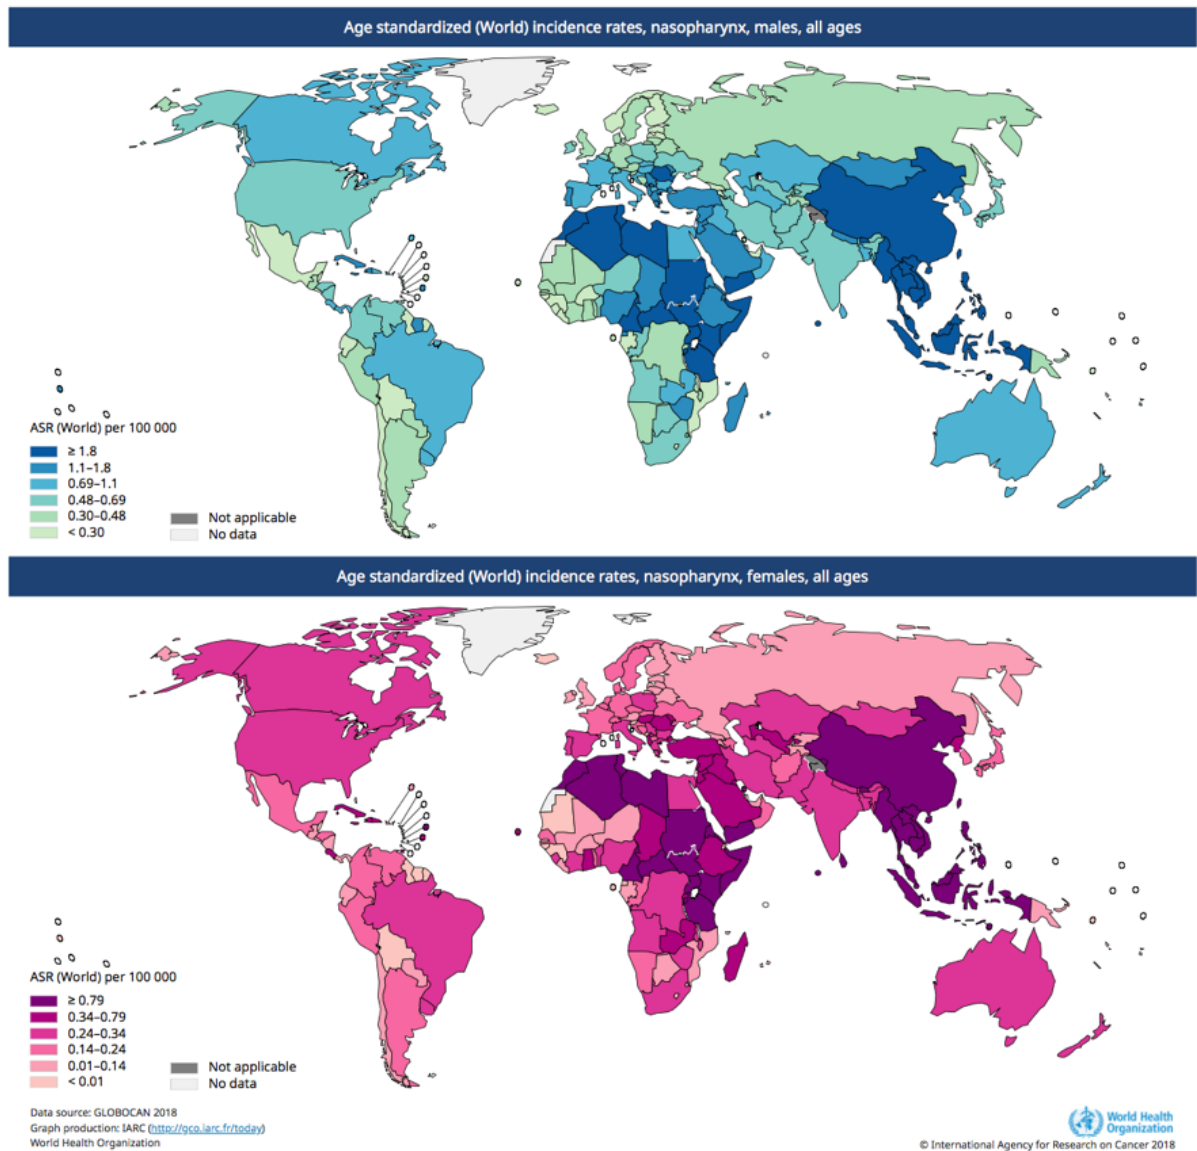 Age standardized (World) incidence rates, nasopharynx, males, all ages
ASR (World) per 100 000
≥ 1.8
1.1–1.8
0.69–1.1
0.48–0.69
0.30–0.48
< 0.30
Not applicable
No data
Age standardized (World) incidence rates, nasopharynx, females, all ages
ASR (World) per 100 000
≥ 0.79
0.34–0.79
0.24–0.34
0.14–0.24
0.01–0.14
< 0.01
Not applicable
No data
Data source: GLOBOCAN 2018
Graph production: IARC (http://gco.iarc.fr/today)
World Health Organization
World Health
Organization
© International Agency for Research on Cancer 2018